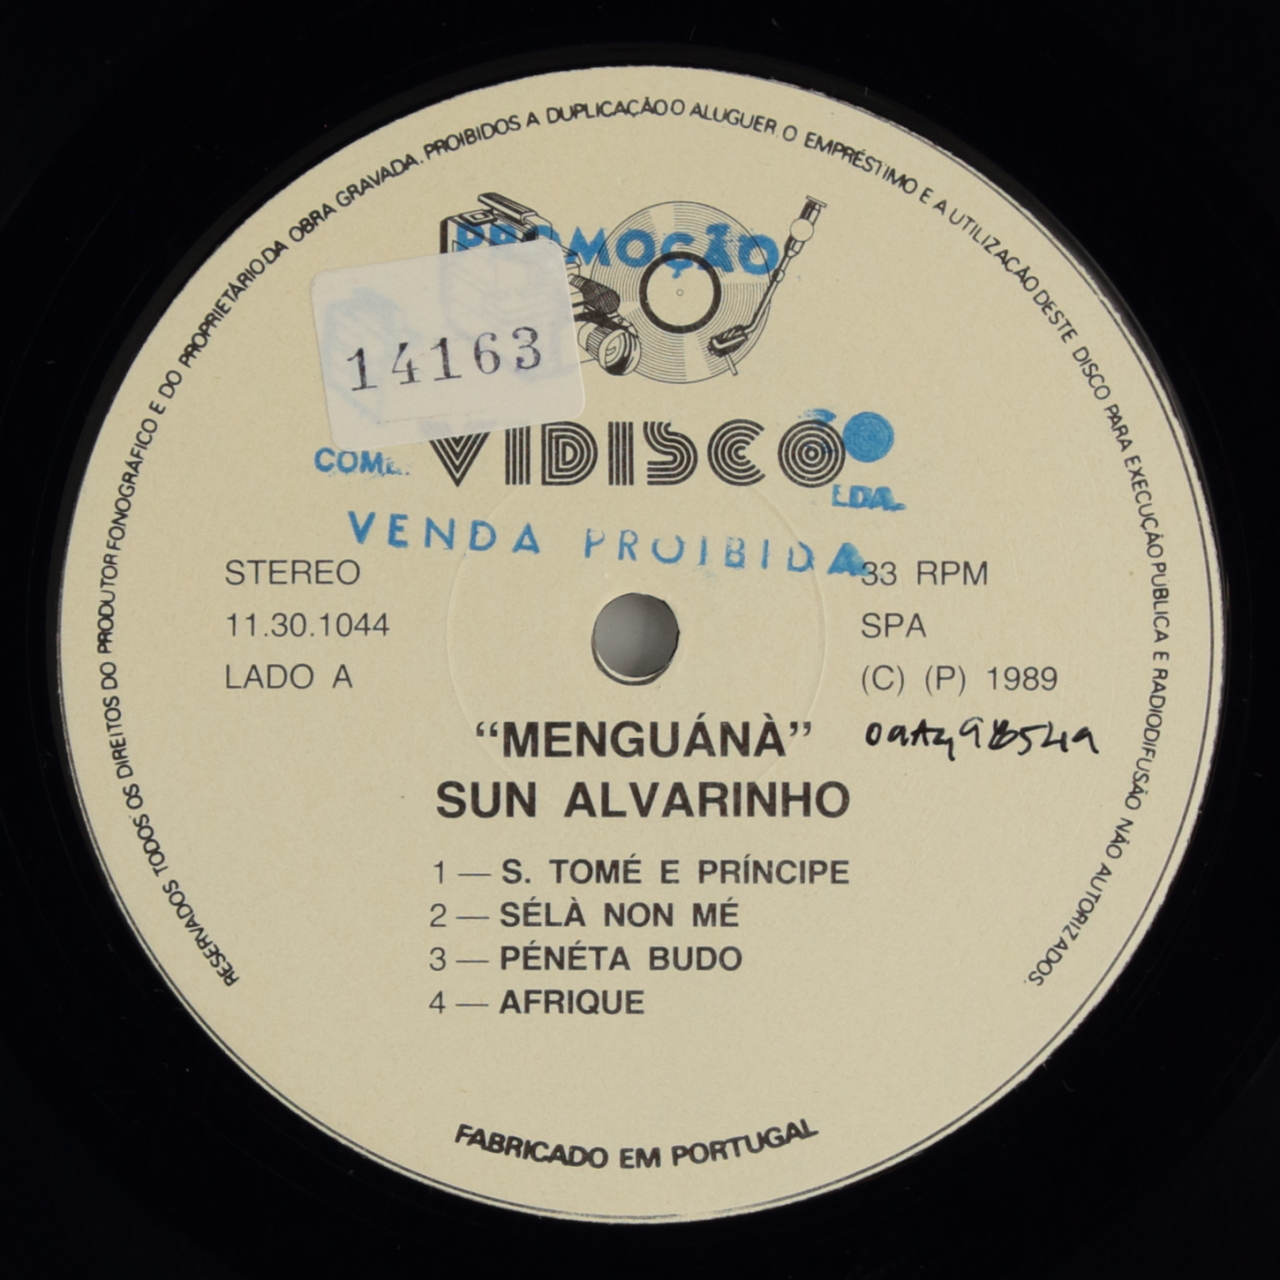 RESERVADOS TODOS OS DIREITOS DO PRODUTOR FONOGRÁFICO E DO PROPRIETÁRIO DA OBRA GRAVADA. PROIBIDOS A DUPLICAÇÃO O ALUGUER O EMPRÉSTIMO E A UTILIZAÇÃO DESTE DISCO PARA EXECUÇÃO PUBLICA E RADIODIFUSÃO NÃO AUTORIZADOS.
PROMOÇÃO
14163
VIDISCO
LDA.
VENDA PROIBIDA
STEREO
11.30.1044
LADO A
33 RPM
SPA
(C) (P) 1989
“MENGUÁNÀ”
SUN ALVARINHO
1 — S. TOMÉ E PRÍNCIPE
2 — SÉLÀ NON MÉ
3 — PÉNÉTA BUDO
4 — AFRIQUE
FABRICADO EM PORTUGAL